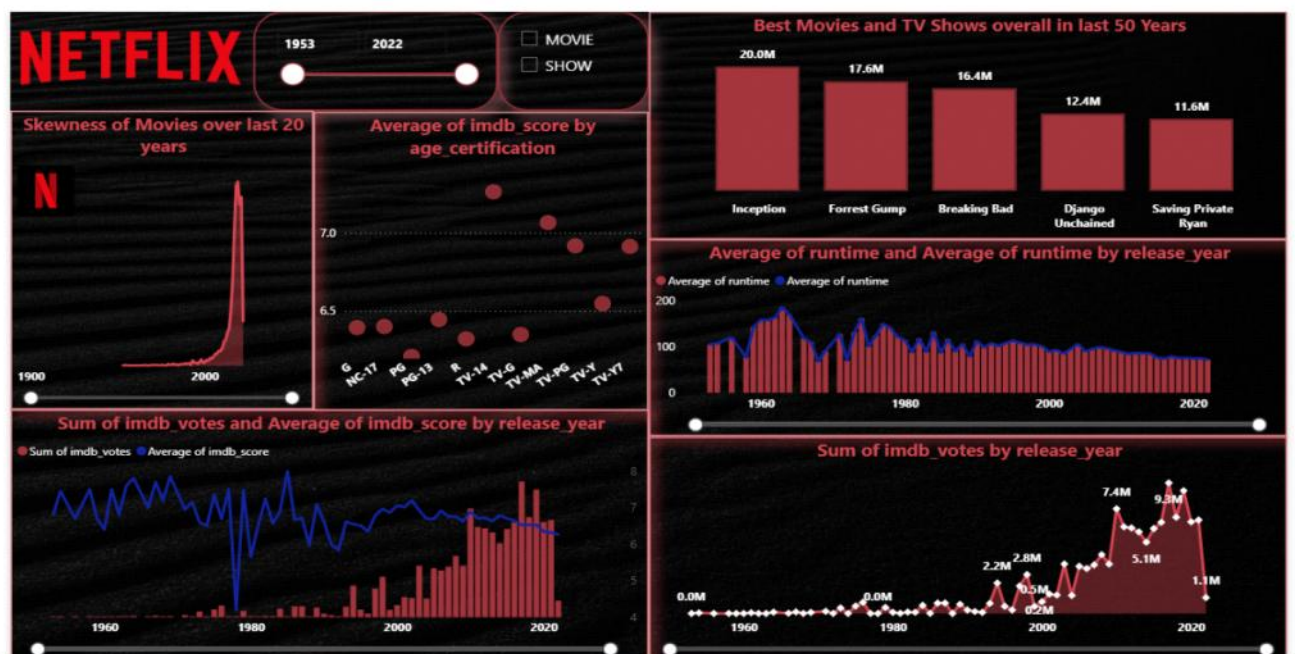 NETFLIX
1953 2022
MOVIE
SHOW
Skewness of Movies over last 20
years
N
1900 2000
Average of imdb_score by
age_certification
7.0
6.5
G NC-17 PG PG-13 R TV-14 TV-G TV-MA TV-PG TV-Y TV-Y7
Best Movies and TV Shows overall in last 50 Years
20.0M 17.6M 16.4M 12.4M 11.6M
Inception Forrest Gump Breaking Bad Django Saving Private
Unchained Ryan
Average of runtime and Average of runtime by release_year
Average of runtime Average of runtime
200
100
0
1960 1980 2000 2020
Sum of imdb_votes and Average of imdb_score by release_year
Sum of imdb_votes Average of imdb_score
8
7
6
5
4
1960 1980 2000 2020
Sum of imdb_votes by release_year
0.0M 0.0M 2.2M 2.8M 0.5M 0.2M 7.4M 5.1M 9.3M 1.1M
1960 1980 2000 2020